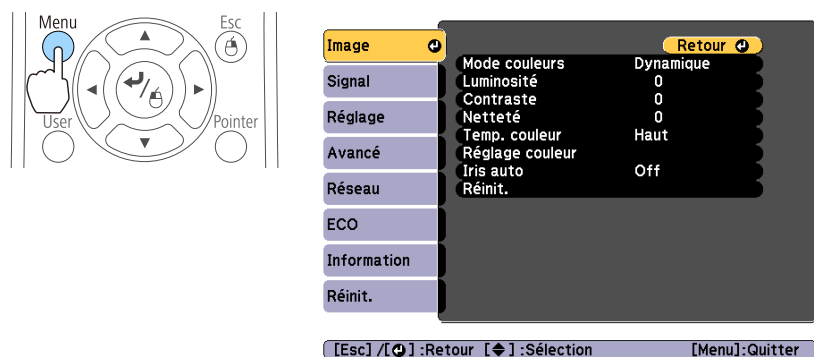 Menu
Esc
User
Pointer
Image
Signal
Réglage
Avancé
Réseau
ECO
Information
Réinit.
Retour
Mode couleurs Dynamique
Luminosité 0
Contraste 0
Netteté 0
Temp. couleur Haut
Réglage couleur
Iris auto Off
Réinit.
[Esc] /[ ] :Retour [ ] :Sélection [Menu]:Quitter